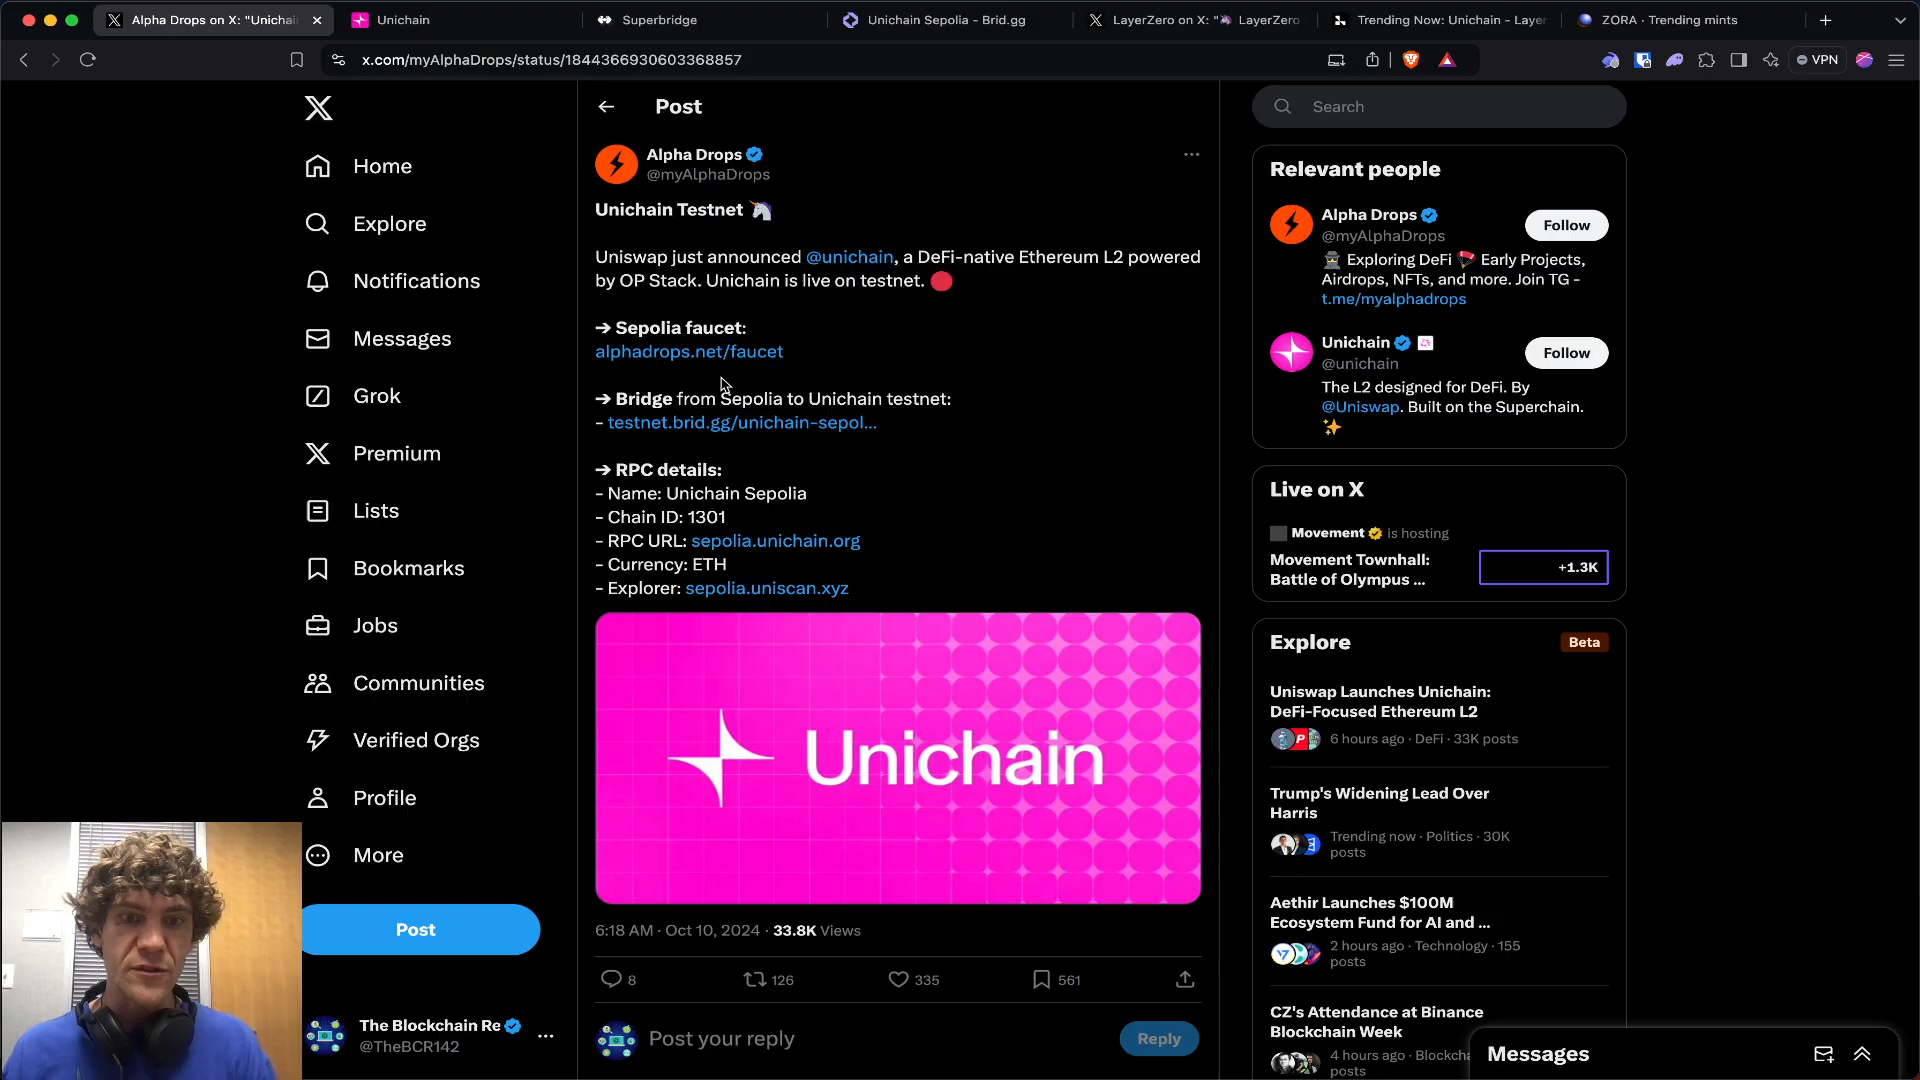 Alpha Drops on X: "Unichai
Unichain
Superbridge
Unichain Sepolia - Brid.gg
LayerZero on X: "🦄 LayerZero
Trending Now: Unichain - Layer
ZORA · Trending mints
x.com/myAlphaDrops/status/1844366930603368857
VPN
Home
Explore
Notifications
Messages
Grok
Premium
Lists
Bookmarks
Jobs
Communities
Verified Orgs
Profile
More
Post
The Blockchain Re
@TheBCR142
Post
Alpha Drops
@myAlphaDrops
Unichain Testnet 🦄
Uniswap just announced @unichain, a DeFi-native Ethereum L2 powered
by OP Stack. Unichain is live on testnet. 🔴
➔ Sepolia faucet:
alphadrops.net/faucet
➔ Bridge from Sepolia to Unichain testnet:
- testnet.brid.gg/unichain-sepol...
➔ RPC details:
- Name: Unichain Sepolia
- Chain ID: 1301
- RPC URL: sepolia.unichain.org
- Currency: ETH
- Explorer: sepolia.uniscan.xyz
Unichain
6:18 AM · Oct 10, 2024 · 33.8K Views
8
126
335
561
Post your reply
Reply
Search
Relevant people
Alpha Drops
@myAlphaDrops
Follow
Exploring DeFi 🪂 Early Projects,
Airdrops, NFTs, and more. Join TG -
t.me/myalphadrops
Unichain
@unichain
Follow
The L2 designed for DeFi. By
@Uniswap. Built on the Superchain.
✨
Live on X
Movement is hosting
Movement Townhall:
Battle of Olympus ...
+1.3K
Explore
Beta
Uniswap Launches Unichain:
DeFi-Focused Ethereum L2
6 hours ago · DeFi · 33K posts
Trump's Widening Lead Over
Harris
Trending now · Politics · 30K
posts
Aethir Launches $100M
Ecosystem Fund for AI and ...
2 hours ago · Technology · 155
posts
CZ's Attendance at Binance
Blockchain Week
4 hours ago · Blockcha
posts
Messages